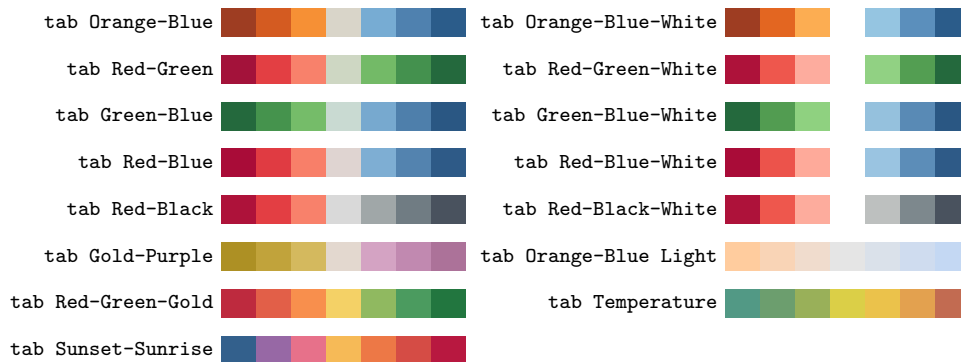 tab Orange-Blue
tab Orange-Blue-White
tab Red-Green
tab Red-Green-White
tab Green-Blue
tab Green-Blue-White
tab Red-Blue
tab Red-Blue-White
tab Red-Black
tab Red-Black-White
tab Gold-Purple
tab Orange-Blue Light
tab Red-Green-Gold
tab Temperature
tab Sunset-Sunrise